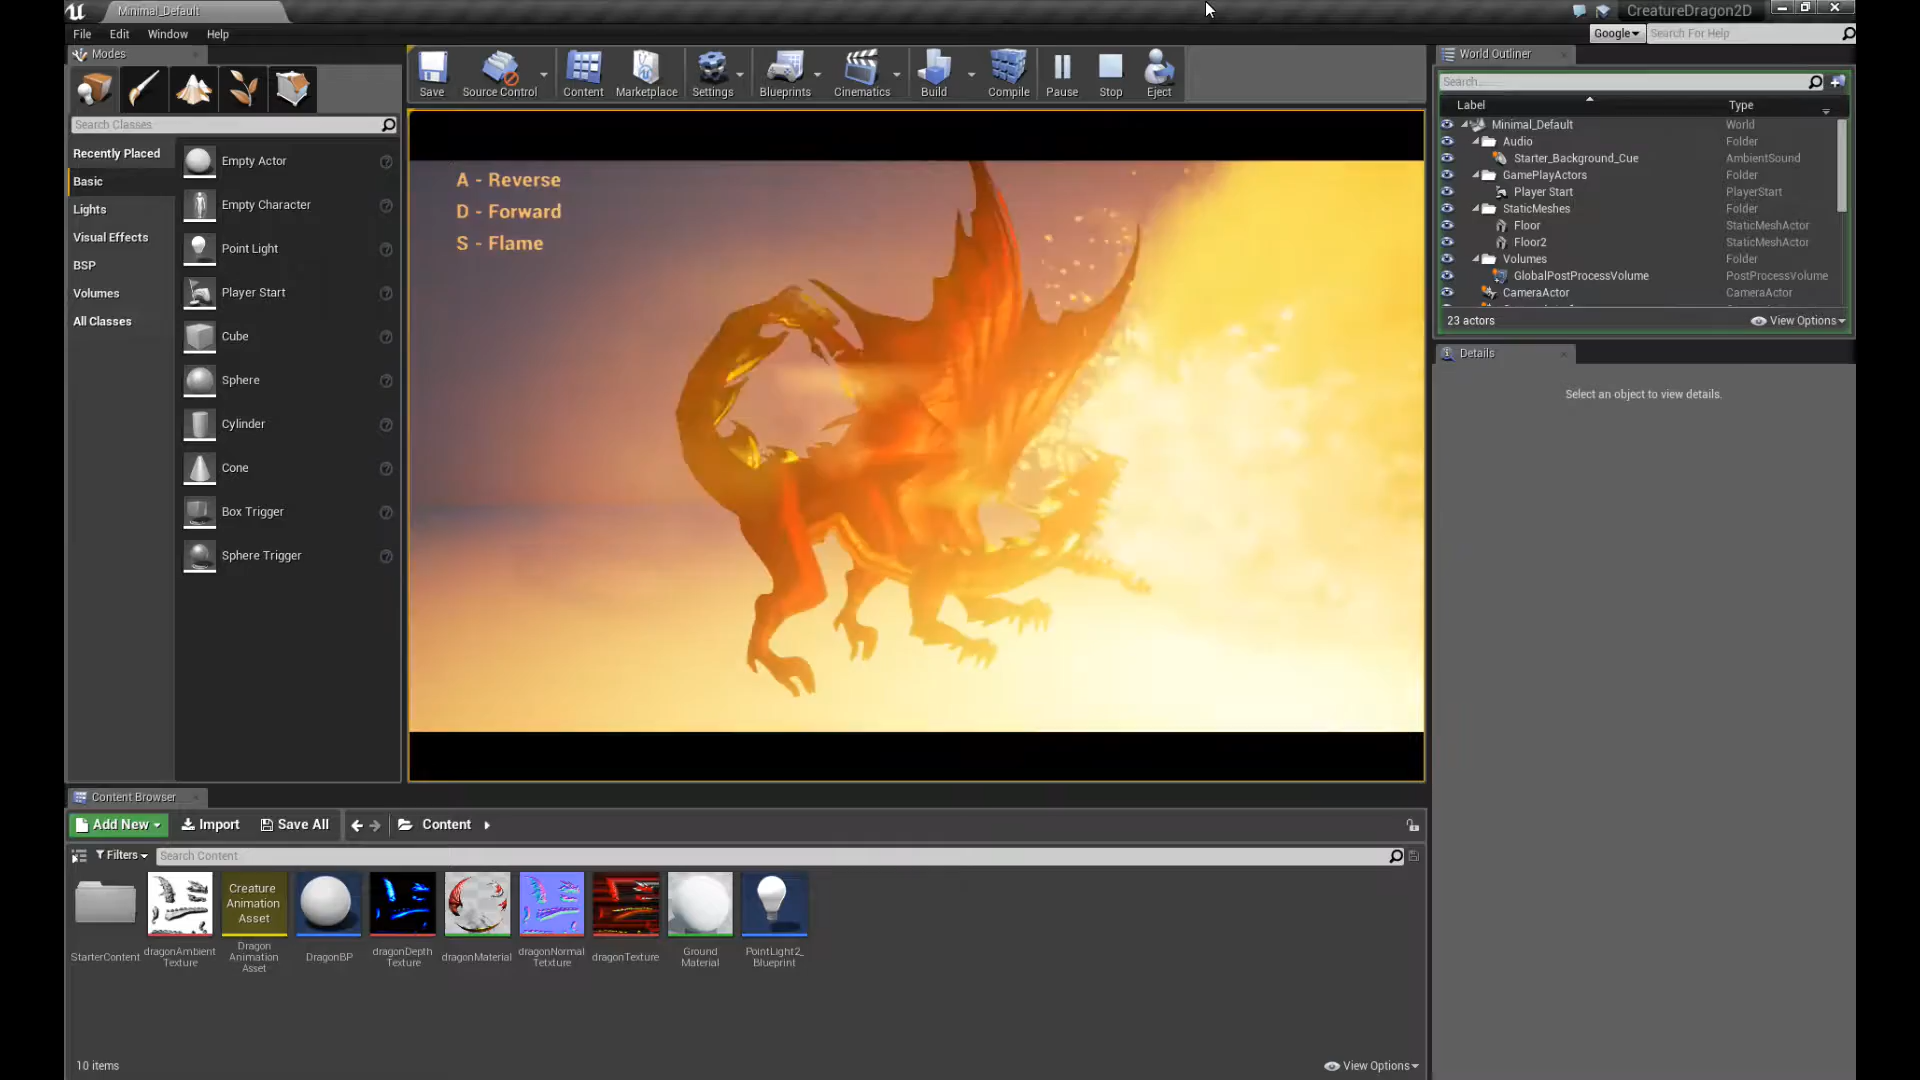 Minimal_Default
CreatureDragon2D
File Edit Window Help
Google
Search For Help
Modes
Search Classes
Recently Placed
Basic
Lights
Visual Effects
BSP
Volumes
All Classes
Empty Actor
Empty Character
Point Light
Player Start
Cube
Sphere
Cylinder
Cone
Box Trigger
Sphere Trigger
Save Source Control Content Marketplace Settings Blueprints Cinematics Build Compile Pause Stop Eject
A - Reverse
D - Forward
S - Flame
World Outliner
Search...
Label Type
Minimal_Default World
Audio Folder
Starter_Background_Cue AmbientSound
GamePlayActors Folder
Player Start PlayerStart
StaticMeshes Folder
Floor StaticMeshActor
Floor2 StaticMeshActor
Volumes Folder
GlobalPostProcessVolume PostProcessVolume
CameraActor CameraActor
23 actors View Options
Details
Select an object to view details.
Content Browser
Add New Import Save All Content
Filters Search Content
Creature
Animation
Asset
StarterContent
dragonAmbient
Texture
Dragon
Animation
Asset
DragonBP
dragonDepth
Texture
dragonMaterial
dragonNormal
Tetxture
dragonTexture
Ground
Material
PointLight2_
Blueprint
10 items View Options